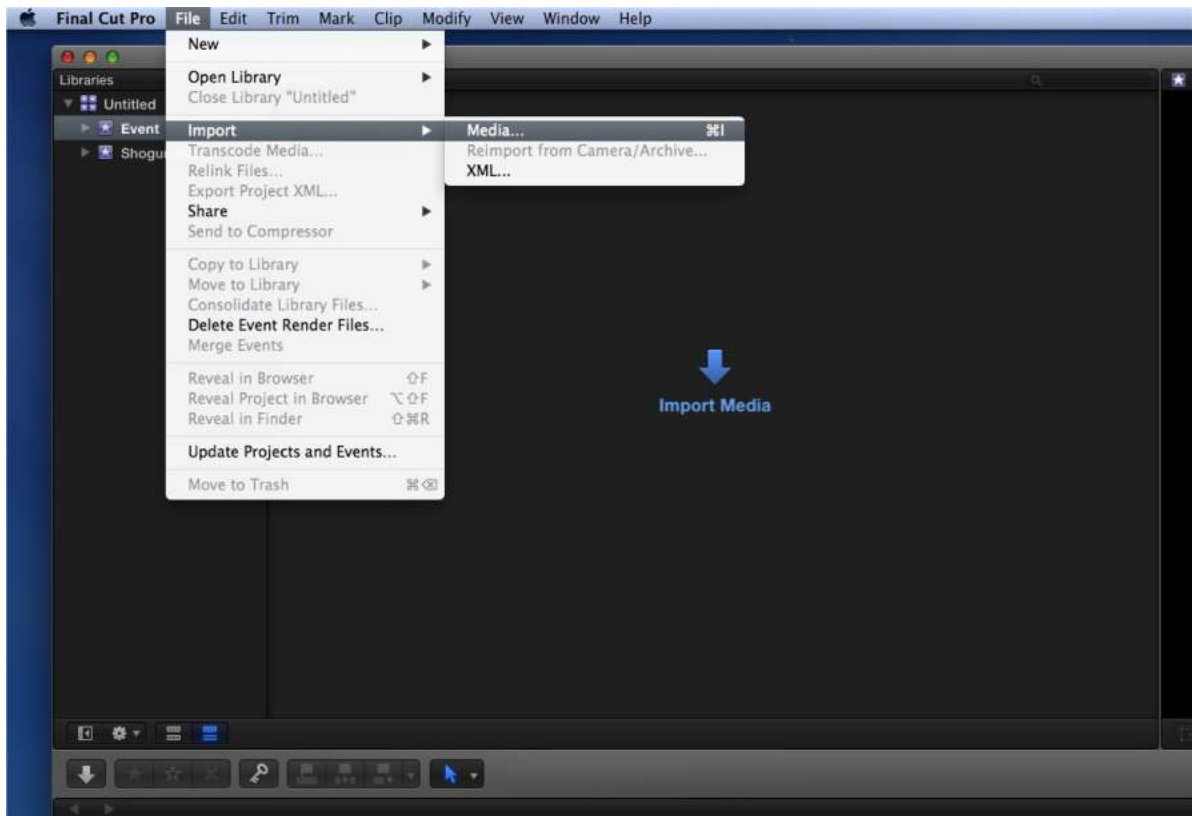 Final Cut Pro File Edit Trim Mark Clip Modify View Window Help
Libraries
Untitled
Event
Shogu
New
Open Library
Close Library "Untitled"
Import
Transcode Media...
Relink Files...
Export Project XML...
Share
Send to Compressor
Copy to Library
Move to Library
Consolidate Library Files...
Delete Event Render Files...
Merge Events
Reveal in Browser ⇧F
Reveal Project in Browser ⌥⇧F
Reveal in Finder ⇧⌘R
Update Projects and Events...
Move to Trash ⌘⌫
Media... ⌘I
Reimport from Camera/Archive...
XML...
Import Media